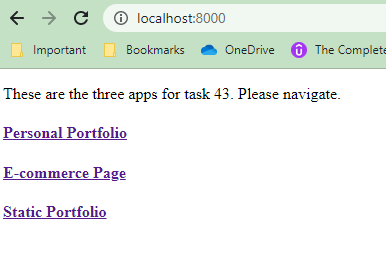 localhost:8000
Important Bookmarks OneDrive The Complete
These are the three apps for task 43. Please navigate.
Personal Portfolio
E-commerce Page
Static Portfolio